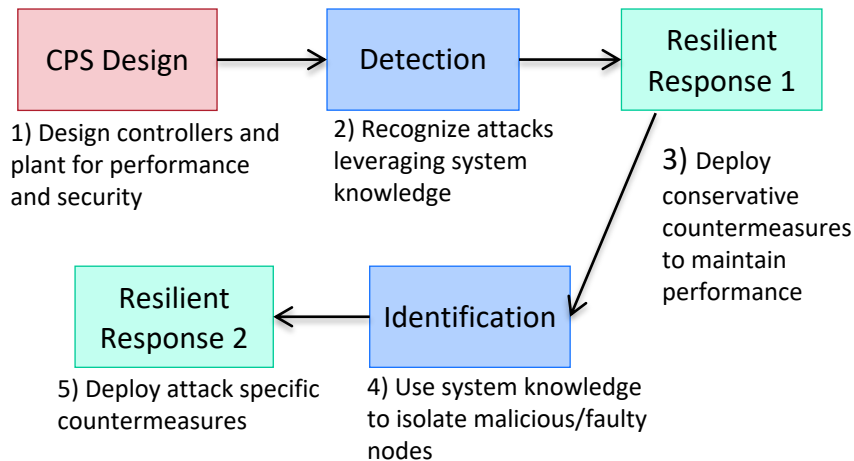 CPS Design
1) Design controllers and
plant for performance
and security
Detection
2) Recognize attacks
leveraging system
knowledge
Resilient
Response 1
3) Deploy
conservative
countermeasures
to maintain
performance
Identification
4) Use system knowledge
to isolate malicious/faulty
nodes
Resilient
Response 2
5) Deploy attack specific
countermeasures